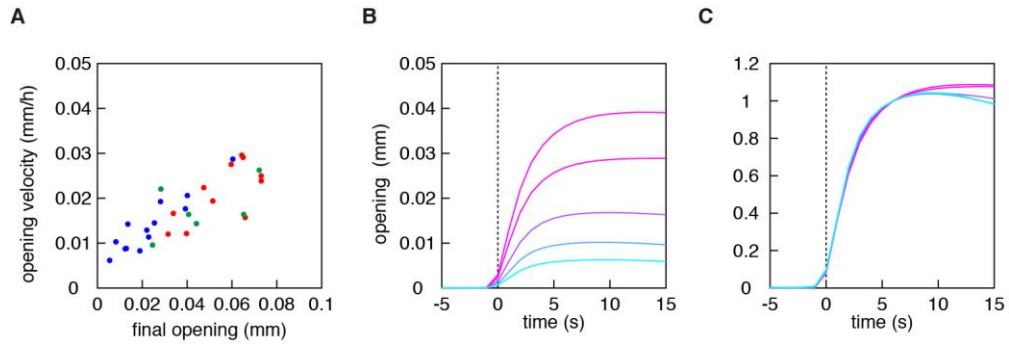 A
opening velocity (mm/h)
0.05
0.04
0.03
0.02
0.01
0
0 0.02 0.04 0.06 0.08 0.1
final opening (mm)
B
opening (mm)
0.05
0.04
0.03
0.02
0.01
0
-5 0 5 10 15
time (s)
C
1.2
1
0.8
0.6
0.4
0.2
0
-5 0 5 10 15
time (s)